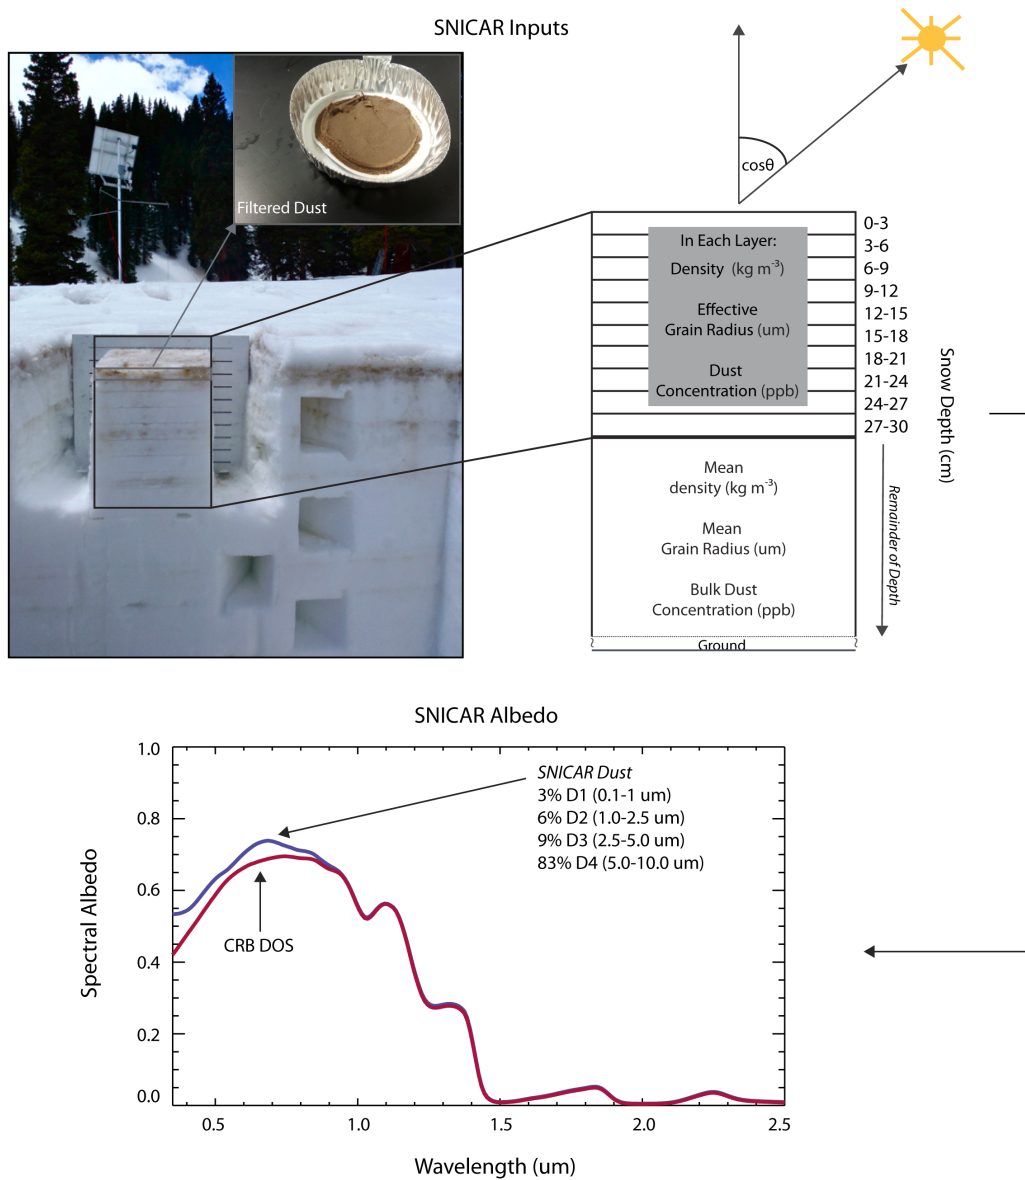 SNICAR Inputs
Filtered Dust
cosθ
0-3
In Each Layer:
3-6
Density (kg m⁻³)
6-9
9-12
Effective
12-15
Grain Radius (um)
15-18
18-21
Dust
21-24
Concentration (ppb)
24-27
27-30
Snow Depth (cm)
Mean
density (kg m⁻³)
Mean
Grain Radius (um)
Bulk Dust
Concentration (ppb)
Remainder of Depth
~
Ground
~
SNICAR Albedo
1.0
0.8
0.6
0.4
0.2
0.0
Spectral Albedo
SNICAR Dust
3% D1 (0.1-1 um)
6% D2 (1.0-2.5 um)
9% D3 (2.5-5.0 um)
83% D4 (5.0-10.0 um)
CRB DOS
0.5
1.0
1.5
2.0
2.5
Wavelength (um)